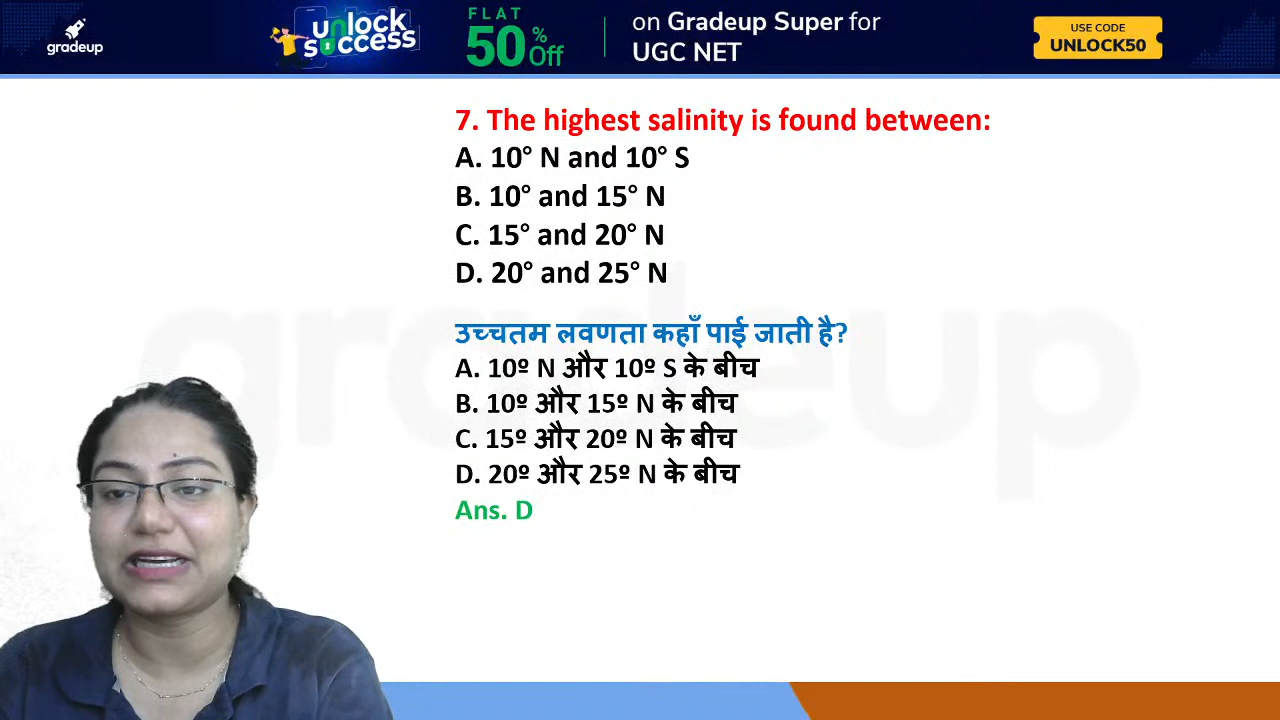 gradeup
unlock
success
FLAT
50% Off
on Gradeup Super for
UGC NET
USE CODE
UNLOCK50
7. The highest salinity is found between:
A. 10° N and 10° S
B. 10° and 15° N
C. 15° and 20° N
D. 20° and 25° N
उच्चतम लवणता कहाँ पाई जाती है?
A. 10º N और 10º S के बीच
B. 10º और 15º N के बीच
C. 15º और 20º N के बीच
D. 20º और 25º N के बीच
Ans. D
gradeup